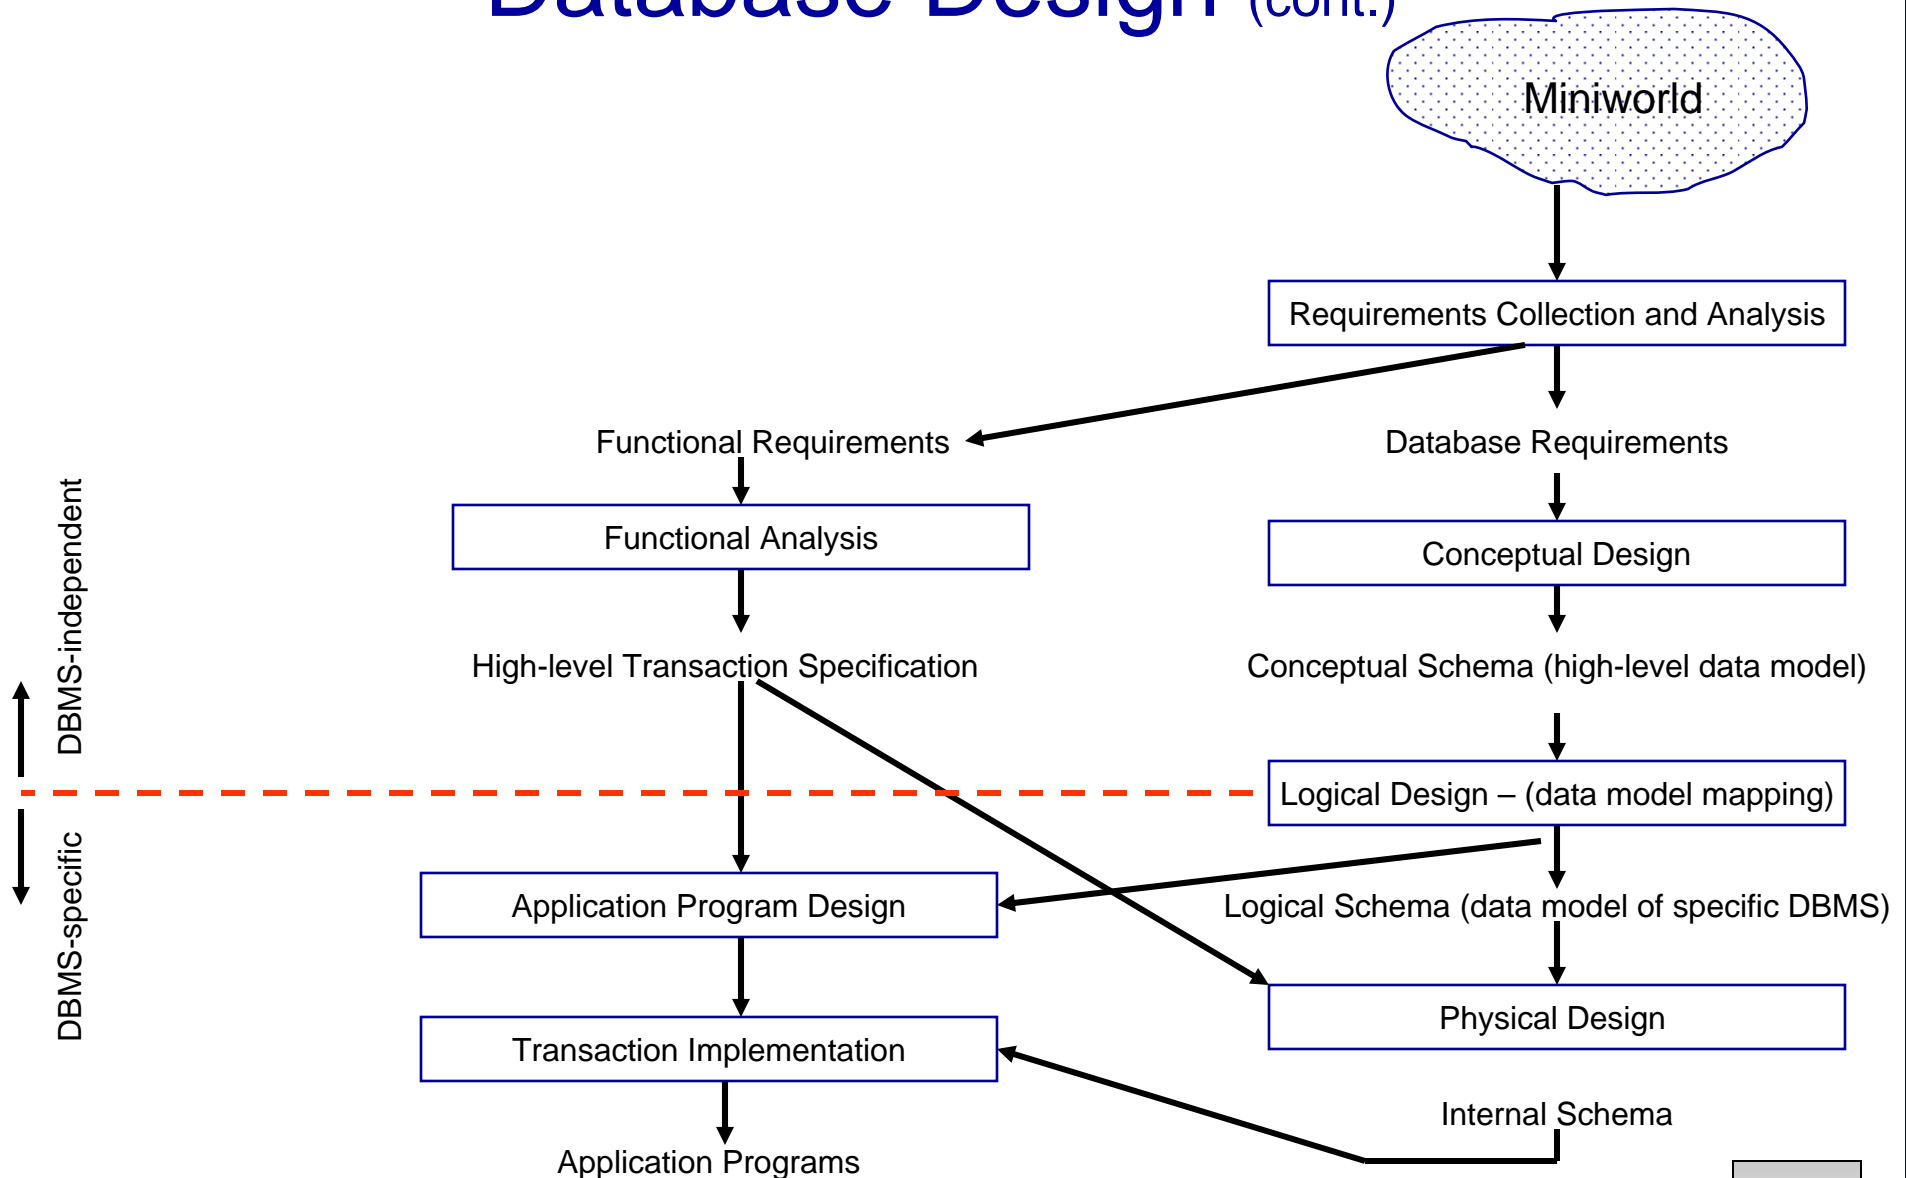 Database Design (cont.)
Miniworld
Requirements Collection and Analysis
Functional Requirements
Database Requirements
Functional Analysis
Conceptual Design
High-level Transaction Specification
Conceptual Schema (high-level data model)
DBMS-independent
Logical Design – (data model mapping)
DBMS-specific
Application Program Design
Logical Schema (data model of specific DBMS)
Physical Design
Transaction Implementation
Internal Schema
Application Programs